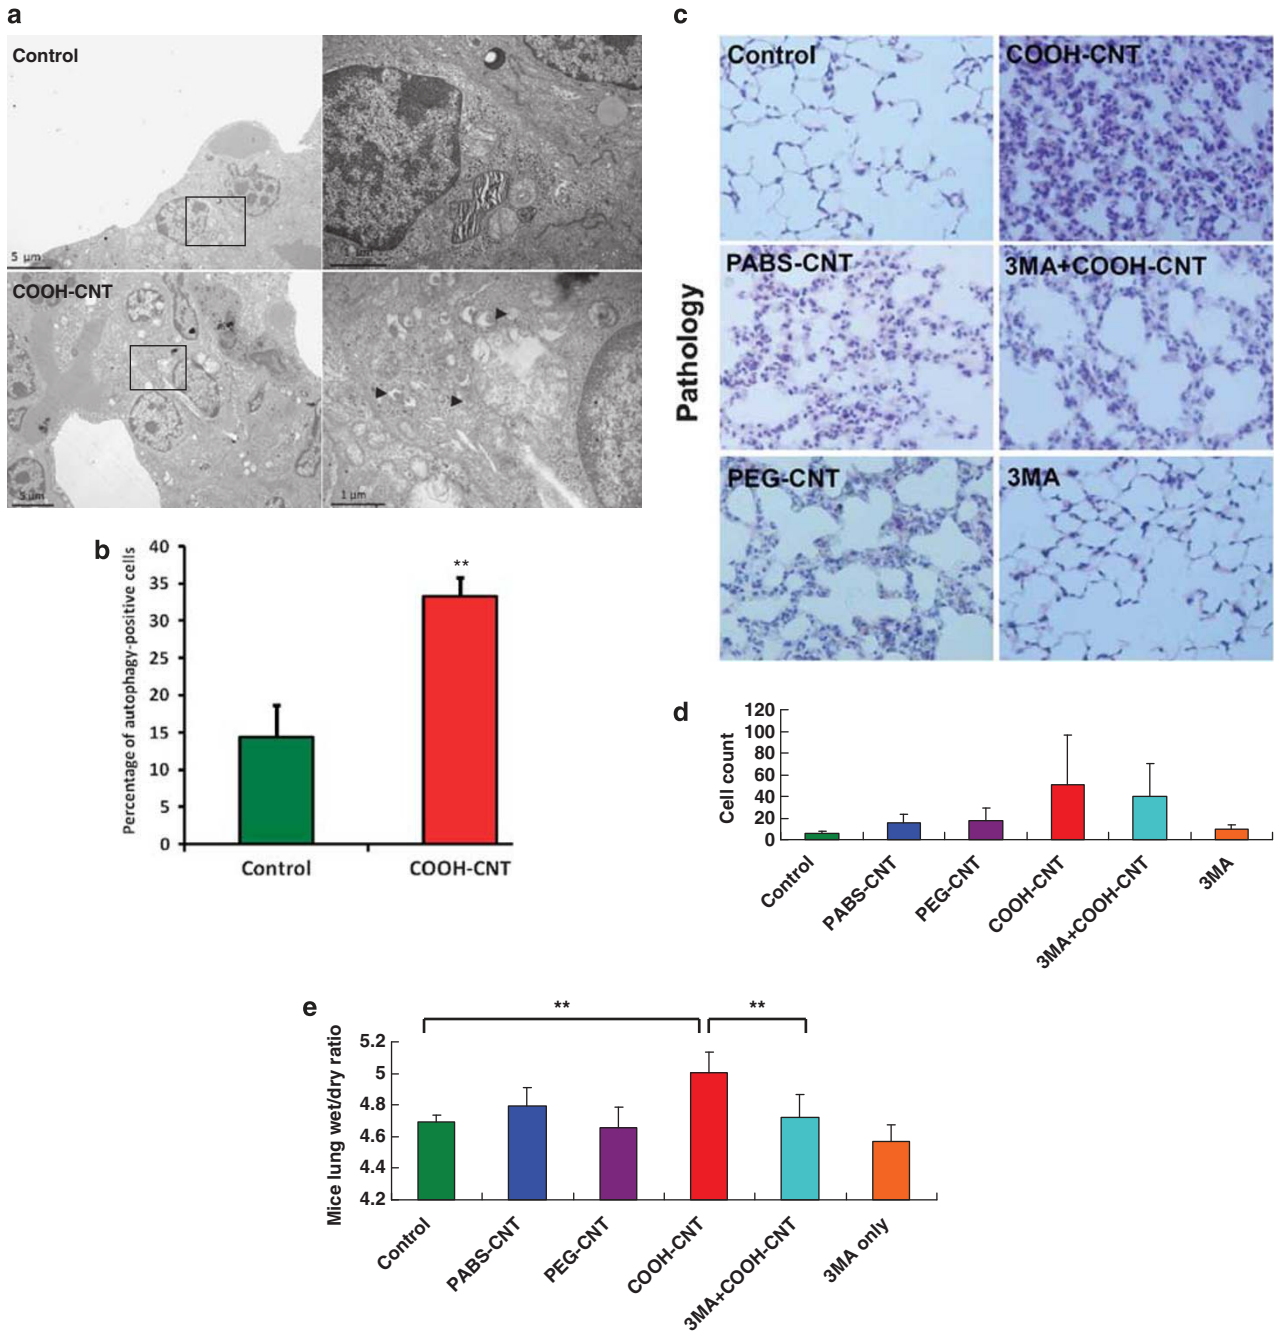 a
Control
5 µm
1 µm
COOH-CNT
5 µm
1 µm
b
Percentage of autophagy-positive cells
40
35
30
25
20
15
10
5
0
**
Control
COOH-CNT
c
Pathology
Control
COOH-CNT
PABS-CNT
3MA+COOH-CNT
PEG-CNT
3MA
d
Cell count
120
100
80
60
40
20
0
Control
PABS-CNT
PEG-CNT
COOH-CNT
3MA+COOH-CNT
3MA
e
Mice lung wet/dry ratio
** **
5.2
5
4.8
4.6
4.4
4.2
Control
PABS-CNT
PEG-CNT
COOH-CNT
3MA+COOH-CNT
3MA only